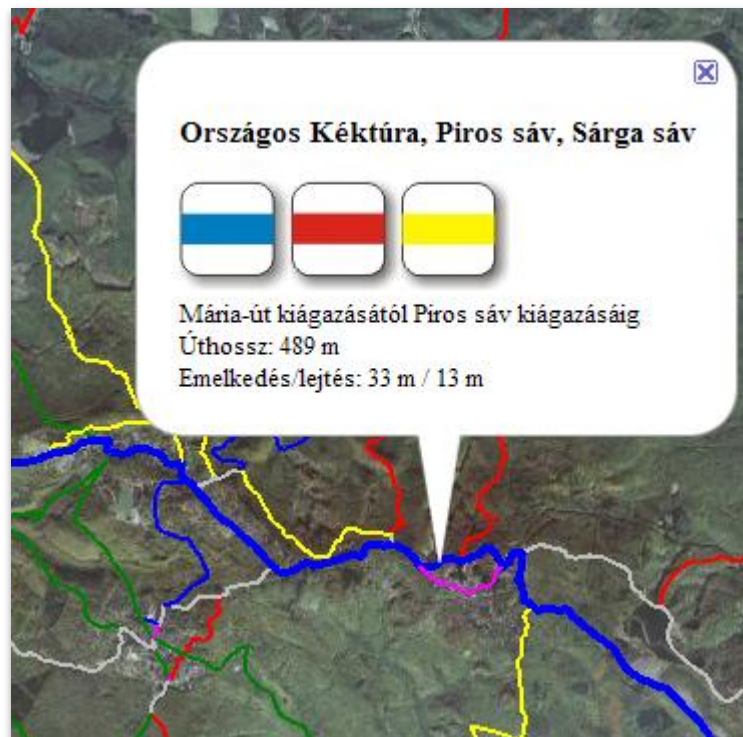 Országos Kéktúra, Piros sáv, Sárga sáv
Mária-út kiágazásától Piros sáv kiágazásáig
Úthossz: 489 m
Emelkedés/lejtés: 33 m / 13 m